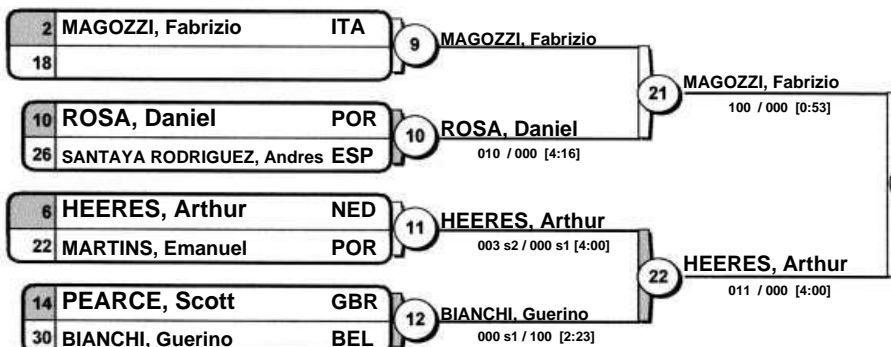 2 MAGOZZI, Fabrizio ITA
18
9
MAGOZZI, Fabrizio
10 ROSA, Daniel POR
26 SANTAYA RODRIGUEZ, Andres ESP
10
ROSA, Daniel
010 / 000 [4:16]
21
MAGOZZI, Fabrizio
100 / 000 [0:53]
6 HEERES, Arthur NED
22 MARTINS, Emanuel POR
11
HEERES, Arthur
003 s2 / 000 s1 [4:00]
14 PEARCE, Scott GBR
30 BIANCHI, Guerino BEL
12
BIANCHI, Guerino
000 s1 / 100 [2:23]
22
HEERES, Arthur
011 / 000 [4:00]